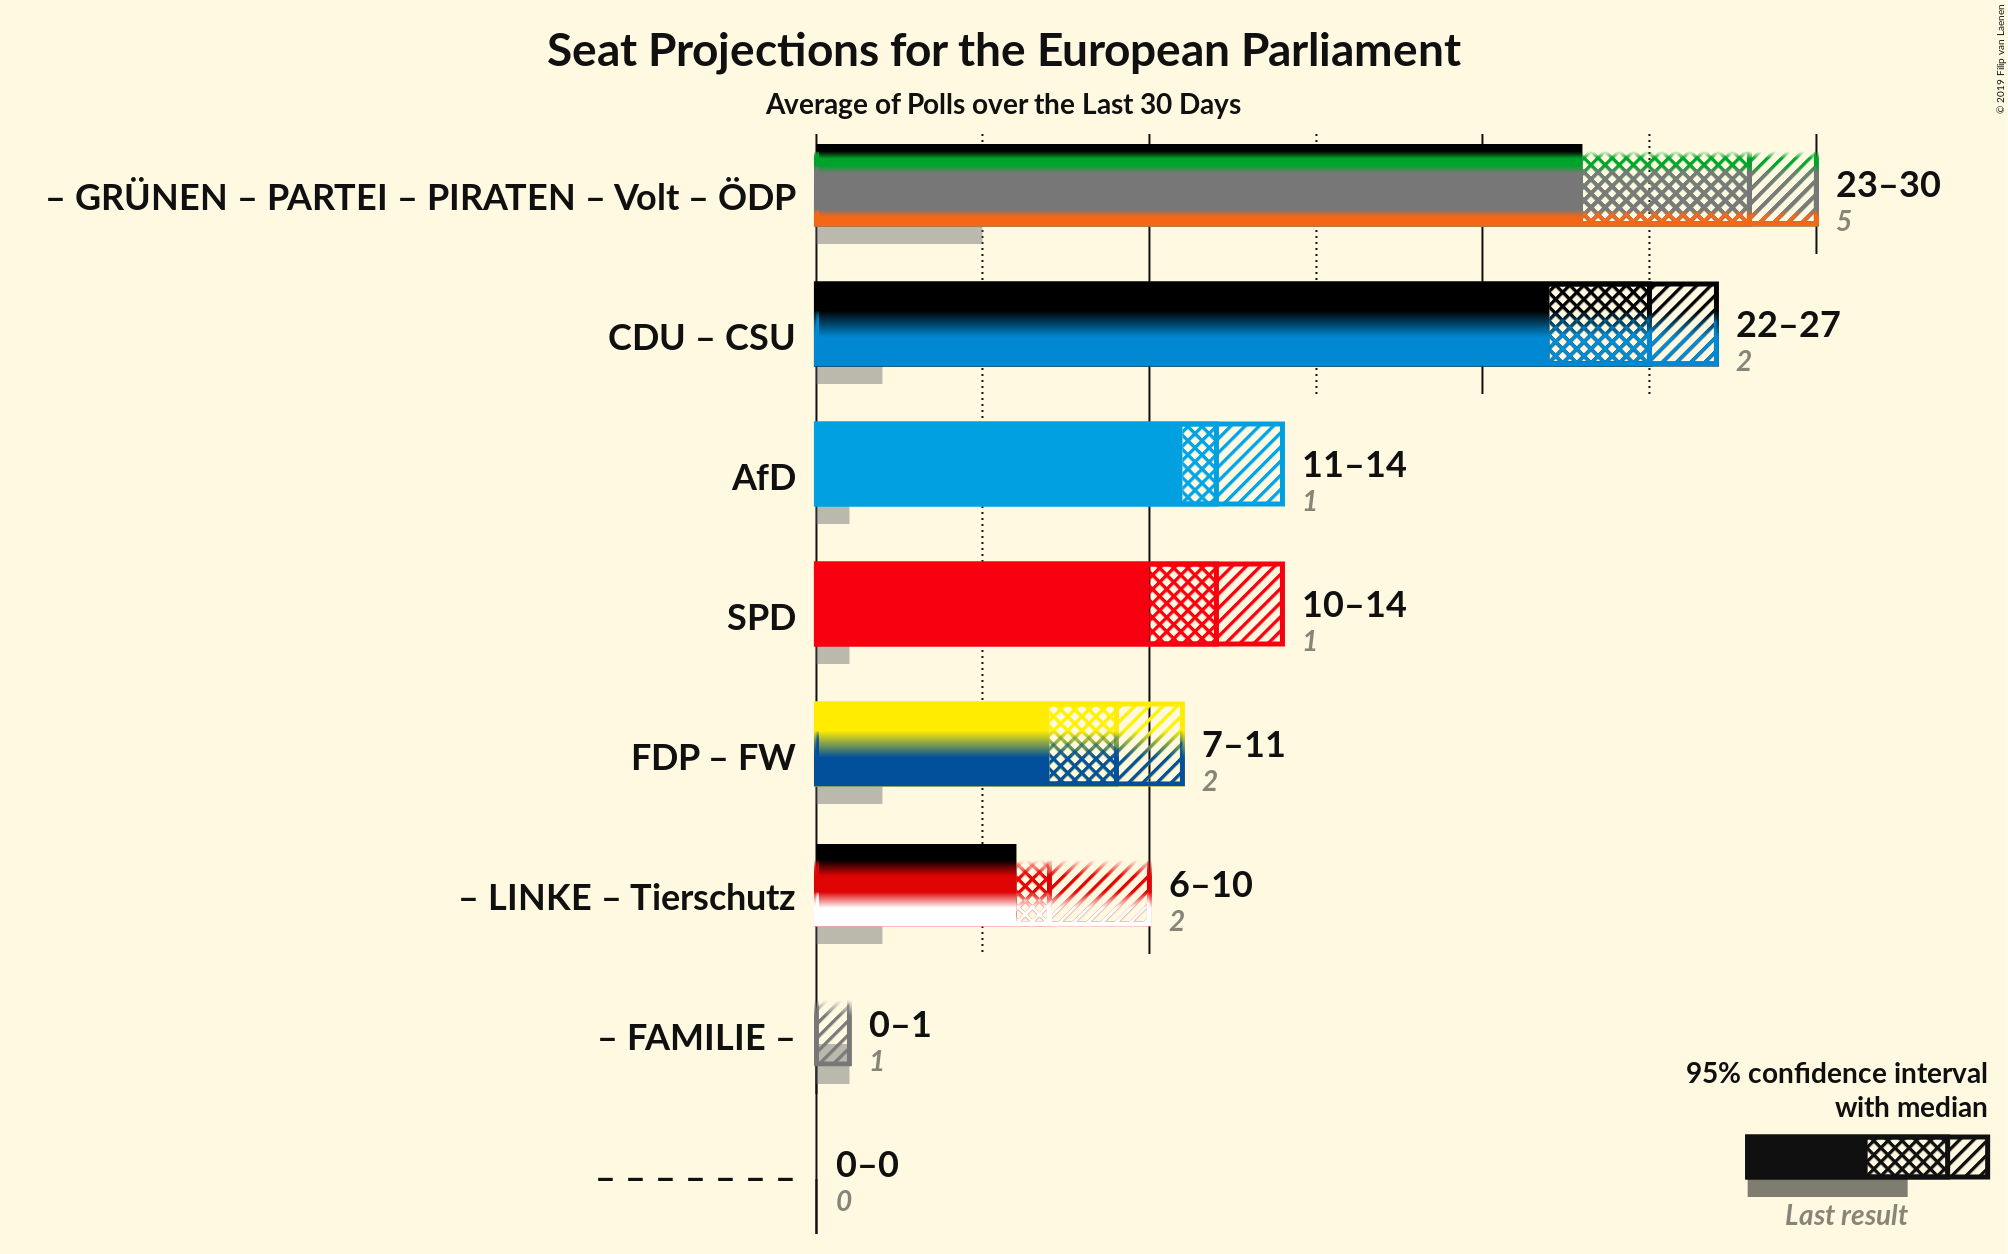 Seat Projections for the European Parliament
Average of Polls over the Last 30 Days
© 2019 Filip van Laenen
– GRÜNEN – PARTEI – PIRATEN – Volt – ÖDP
23–30
5
CDU – CSU
22–27
2
AfD
11–14
1
SPD
10–14
1
FDP – FW
7–11
2
– LINKE – Tierschutz
6–10
2
– FAMILIE –
0–1
1
– – – – – – –
0–0
0
95% confidence interval
with median
Last result